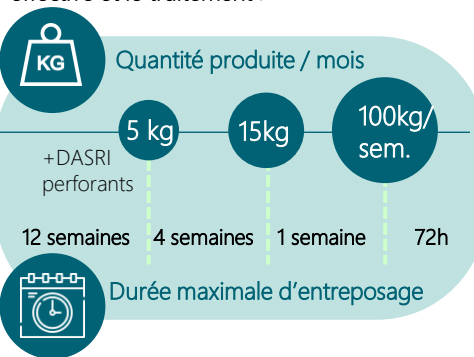 KG
Quantité produite / mois
5 kg
15kg
100kg/
sem.
+DASRI
perforants
12 semaines
4 semaines
1 semaine
72h
Durée maximale d’entreposage